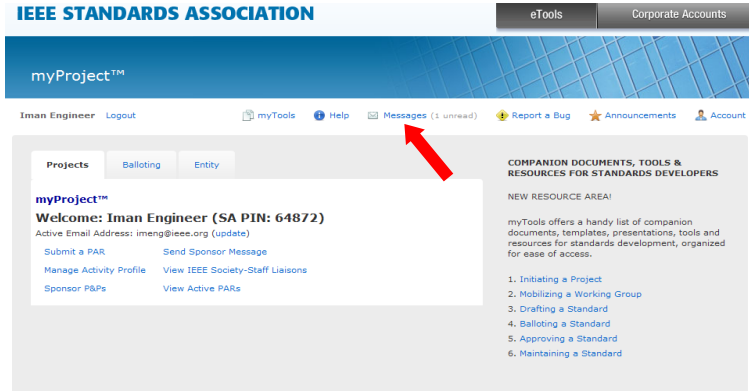 IEEE STANDARDS ASSOCIATION
eTools
Corporate Accounts
myProject™
Iman Engineer Logout
myTools
Help
Messages (1 unread)
Report a Bug
Announcements
Account
Projects
Balloting
Entity
myProject™
Welcome: Iman Engineer (SA PIN: 64872)
Active Email Address: imeng@ieee.org (update)
Submit a PAR
Send Sponsor Message
Manage Activity Profile
View IEEE Society-Staff Liaisons
Sponsor P&Ps
View Active PARs
COMPANION DOCUMENTS, TOOLS &
RESOURCES FOR STANDARDS DEVELOPERS
NEW RESOURCE AREA!
myTools offers a handy list of companion
documents, templates, presentations, tools and
resources for standards development, organized
for ease of access.
1. Initiating a Project
2. Mobilizing a Working Group
3. Drafting a Standard
4. Balloting a Standard
5. Approving a Standard
6. Maintaining a Standard